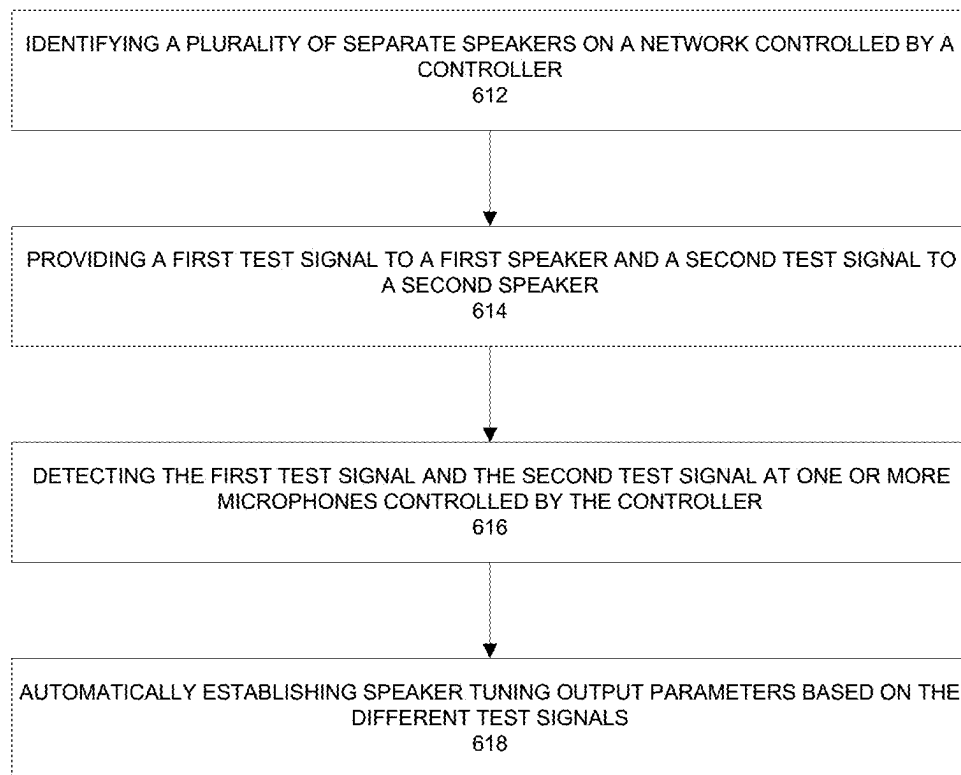 IDENTIFYING A PLURALITY OF SEPARATE SPEAKERS ON A NETWORK CONTROLLED BY A
CONTROLLER
612
PROVIDING A FIRST TEST SIGNAL TO A FIRST SPEAKER AND A SECOND TEST SIGNAL TO
A SECOND SPEAKER
614
DETECTING THE FIRST TEST SIGNAL AND THE SECOND TEST SIGNAL AT ONE OR MORE
MICROPHONES CONTROLLED BY THE CONTROLLER
616
AUTOMATICALLY ESTABLISHING SPEAKER TUNING OUTPUT PARAMETERS BASED ON THE
DIFFERENT TEST SIGNALS
618